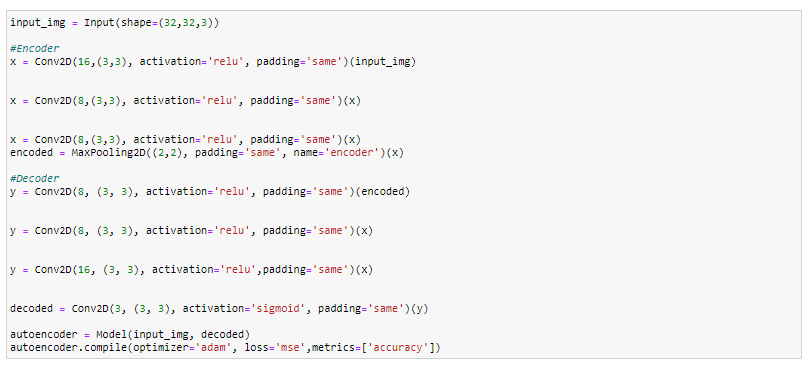 input_img = Input(shape=(32,32,3))
#Encoder
x = Conv2D(16,(3,3), activation='relu', padding='same')(input_img)
x = Conv2D(8,(3,3), activation='relu', padding='same')(x)
x = Conv2D(8,(3,3), activation='relu', padding='same')(x)
encoded = MaxPooling2D((2,2), padding='same', name='encoder')(x)
#Decoder
y = Conv2D(8, (3, 3), activation='relu', padding='same')(encoded)
y = Conv2D(8, (3, 3), activation='relu', padding='same')(x)
y = Conv2D(16, (3, 3), activation='relu',padding='same')(x)
decoded = Conv2D(3, (3, 3), activation='sigmoid', padding='same')(y)
autoencoder = Model(input_img, decoded)
autoencoder.compile(optimizer='adam', loss='mse',metrics=['accuracy'])